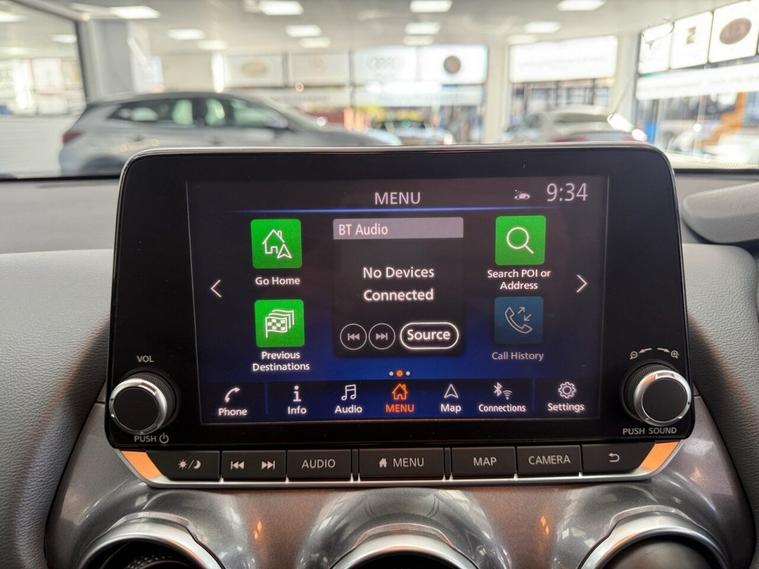 MENU
9:34
BT Audio
No Devices
Connected
Source
Go Home
Previous
Destinations
Search POI or
Address
Call History
Phone
Info
Audio
MENU
Map
Connections
Settings
VOL
PUSH
PUSH SOUND
AUDIO
MENU
MAP
CAMERA